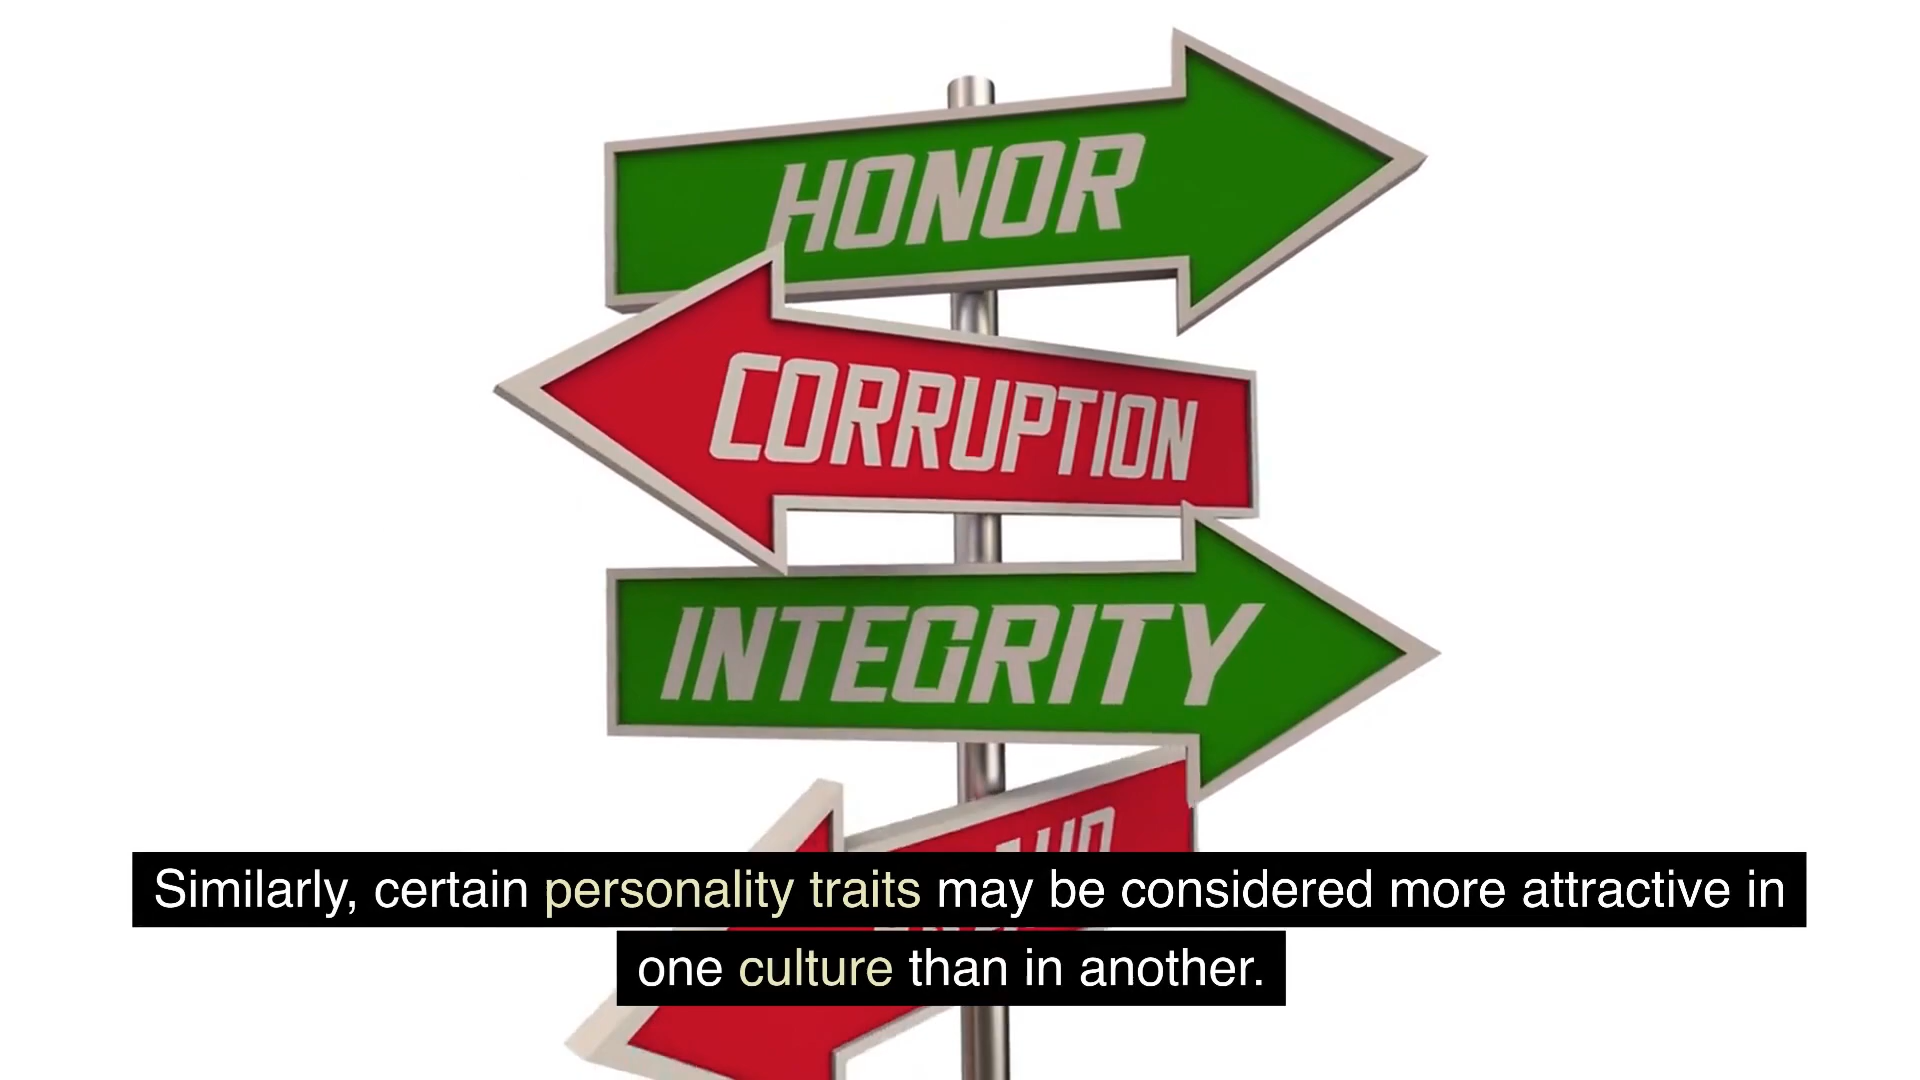 HONOR
CORRUPTION
INTEGRITY
Similarly, certain personality traits may be considered more attractive in
one culture than in another.